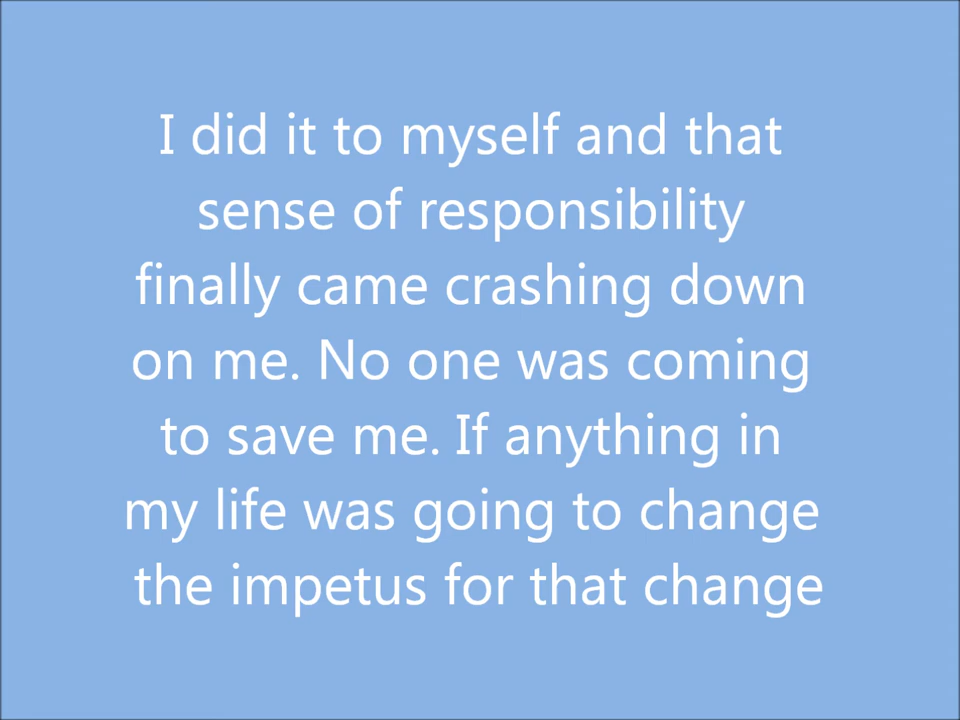 I did it to myself and that
sense of responsibility
finally came crashing down
on me. No one was coming
to save me. If anything in
my life was going to change
the impetus for that change